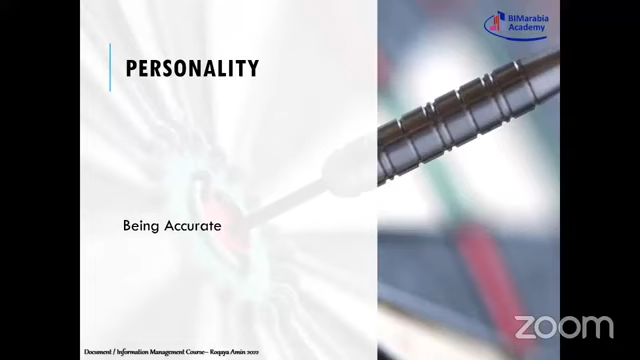 BIMarabia
Academy
PERSONALITY
Being Accurate
Document / Information Management Course– Roqaya Amin 2022
zoom